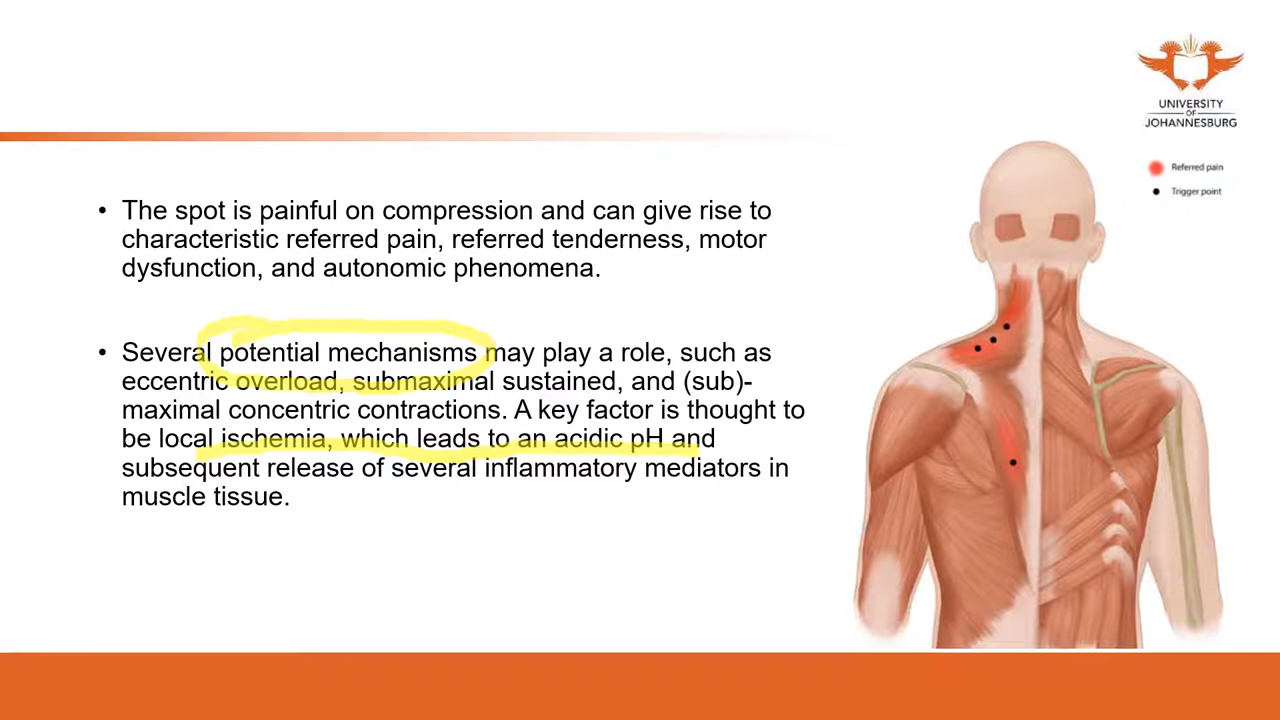 UNIVERSITY
OF
JOHANNESBURG
Referred pain
Trigger point
• The spot is painful on compression and can give rise to
characteristic referred pain, referred tenderness, motor
dysfunction, and autonomic phenomena.
• Several potential mechanisms may play a role, such as
eccentric overload, submaximal sustained, and (sub)-
maximal concentric contractions. A key factor is thought to
be local ischemia, which leads to an acidic pH and
subsequent release of several inflammatory mediators in
muscle tissue.